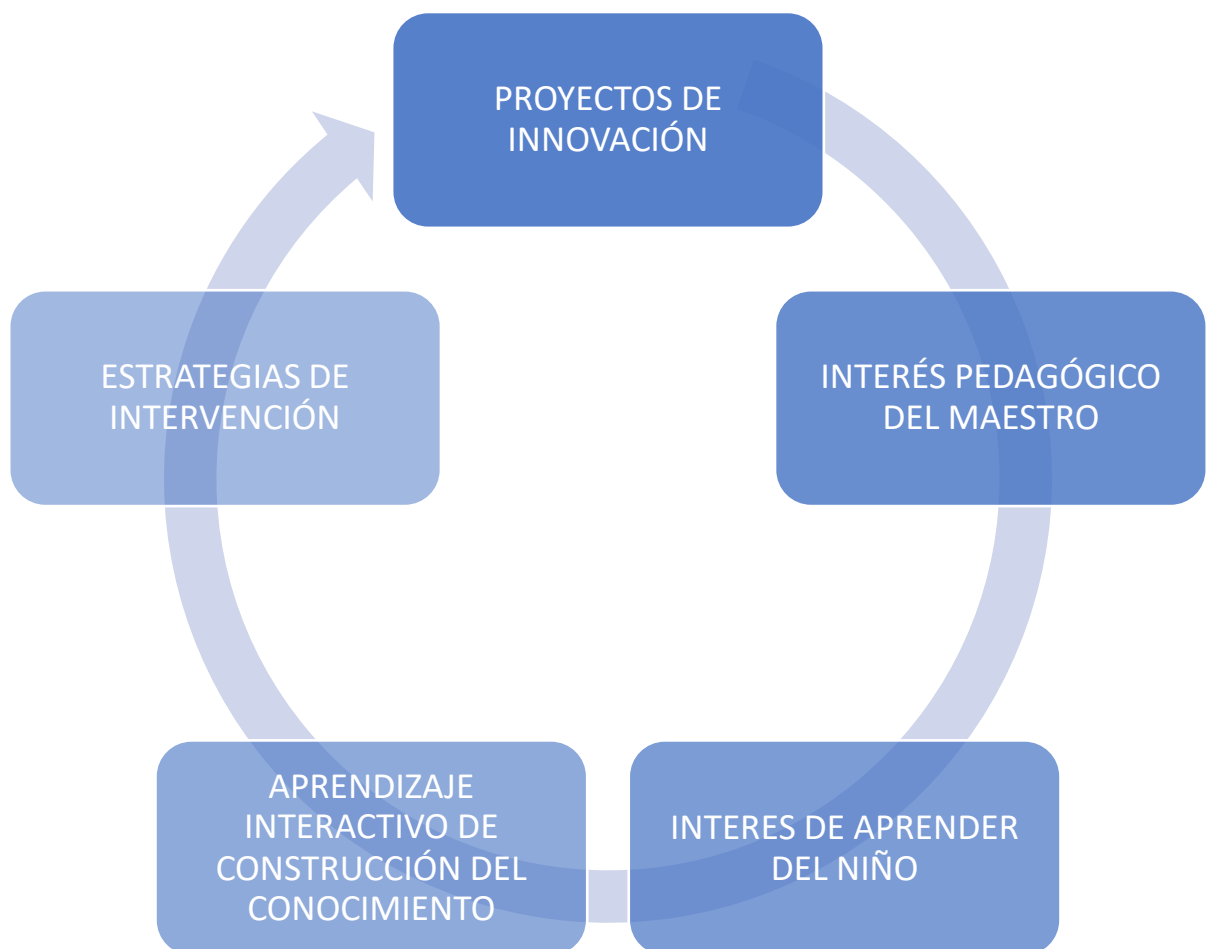 PROYECTOS DE
INNOVACIÓN
INTERÉS PEDAGÓGICO
DEL MAESTRO
INTERES DE APRENDER
DEL NIÑO
APRENDIZAJE
INTERACTIVO DE
CONSTRUCCIÓN DEL
CONOCIMIENTO
ESTRATEGIAS DE
INTERVENCIÓN